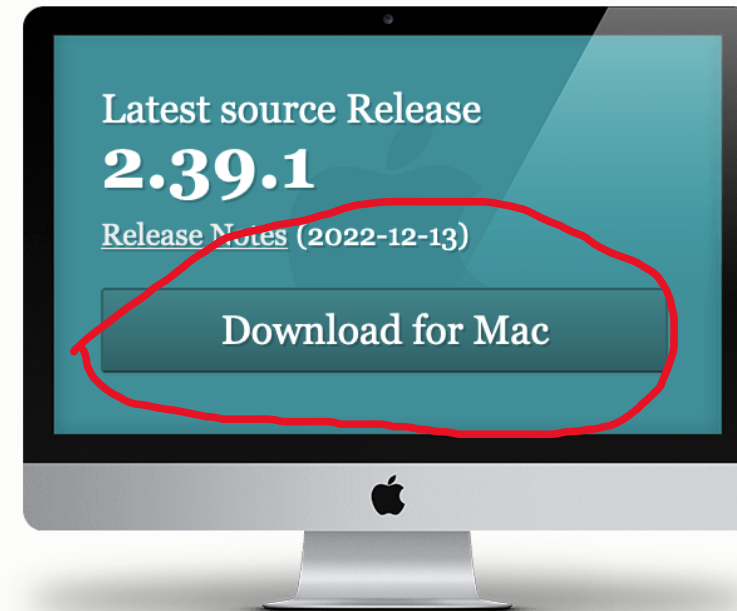 Latest source Release
2.39.1
Release Notes (2022-12-13)
Download for Mac